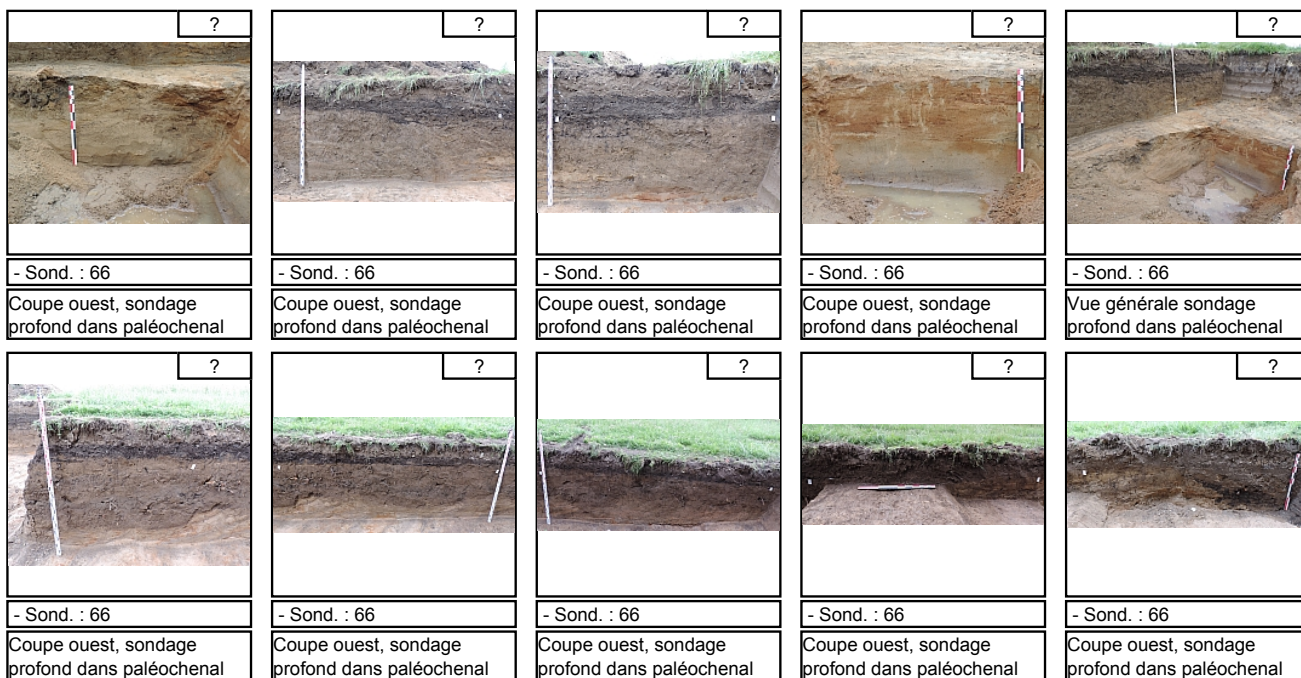 ?
?
?
?
?
- Sond. : 66
- Sond. : 66
- Sond. : 66
- Sond. : 66
- Sond. : 66
Coupe ouest, sondage
profond dans paléochenal
Coupe ouest, sondage
profond dans paléochenal
Coupe ouest, sondage
profond dans paléochenal
Coupe ouest, sondage
profond dans paléochenal
Vue générale sondage
profond dans paléochenal
?
?
?
?
?
- Sond. : 66
- Sond. : 66
- Sond. : 66
- Sond. : 66
- Sond. : 66
Coupe ouest, sondage
profond dans paléochenal
Coupe ouest, sondage
profond dans paléochenal
Coupe ouest, sondage
profond dans paléochenal
Coupe ouest, sondage
profond dans paléochenal
Coupe ouest, sondage
profond dans paléochenal